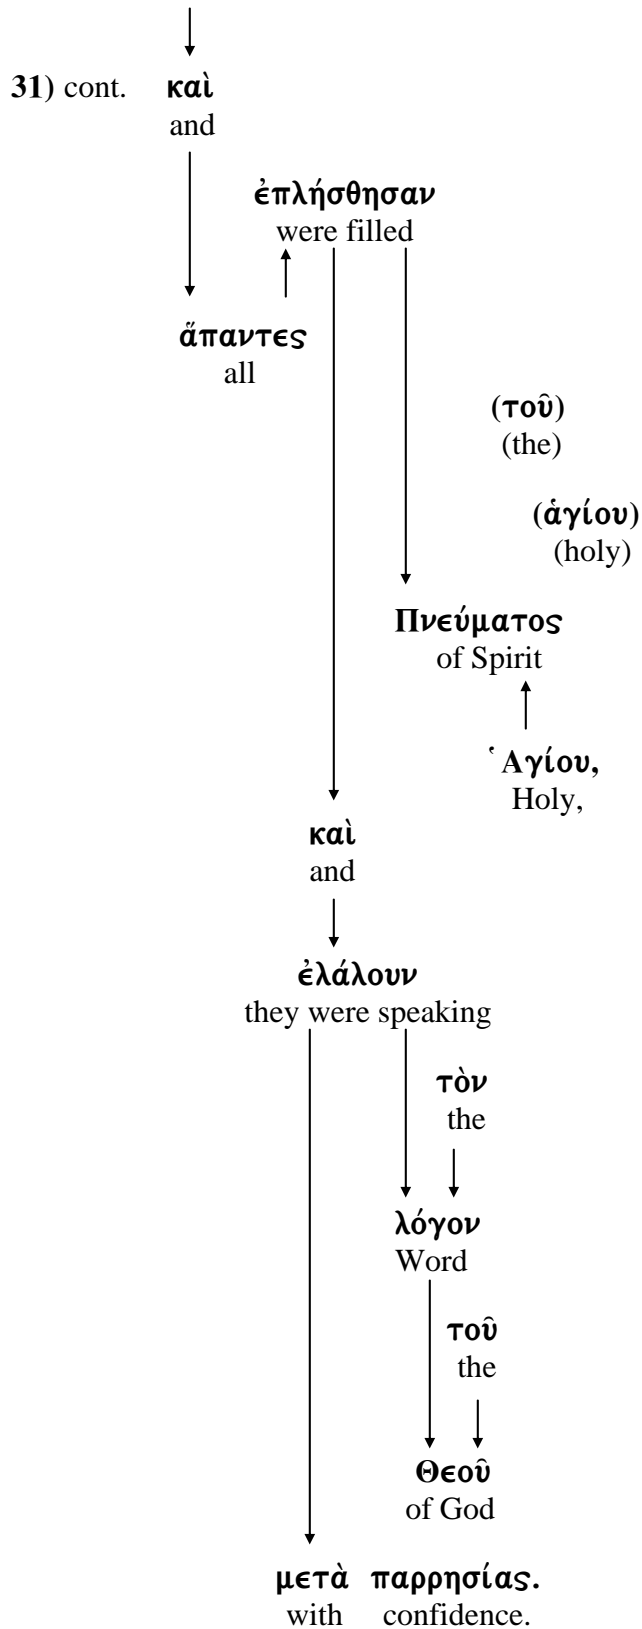 31) cont. καὶ
and
ἐπλήσθησαν
were filled
ἅπαντες
all
(τοῦ)
(the)
(ἁγίου)
(holy)
Πνεύματος
of Spirit
Ἁγίου,
Holy,
καὶ
and
ἐλάλουν
they were speaking
τὸν
the
λόγον
Word
τοῦ
the
Θεοῦ
of God
μετὰ παρρησίας.
with confidence.